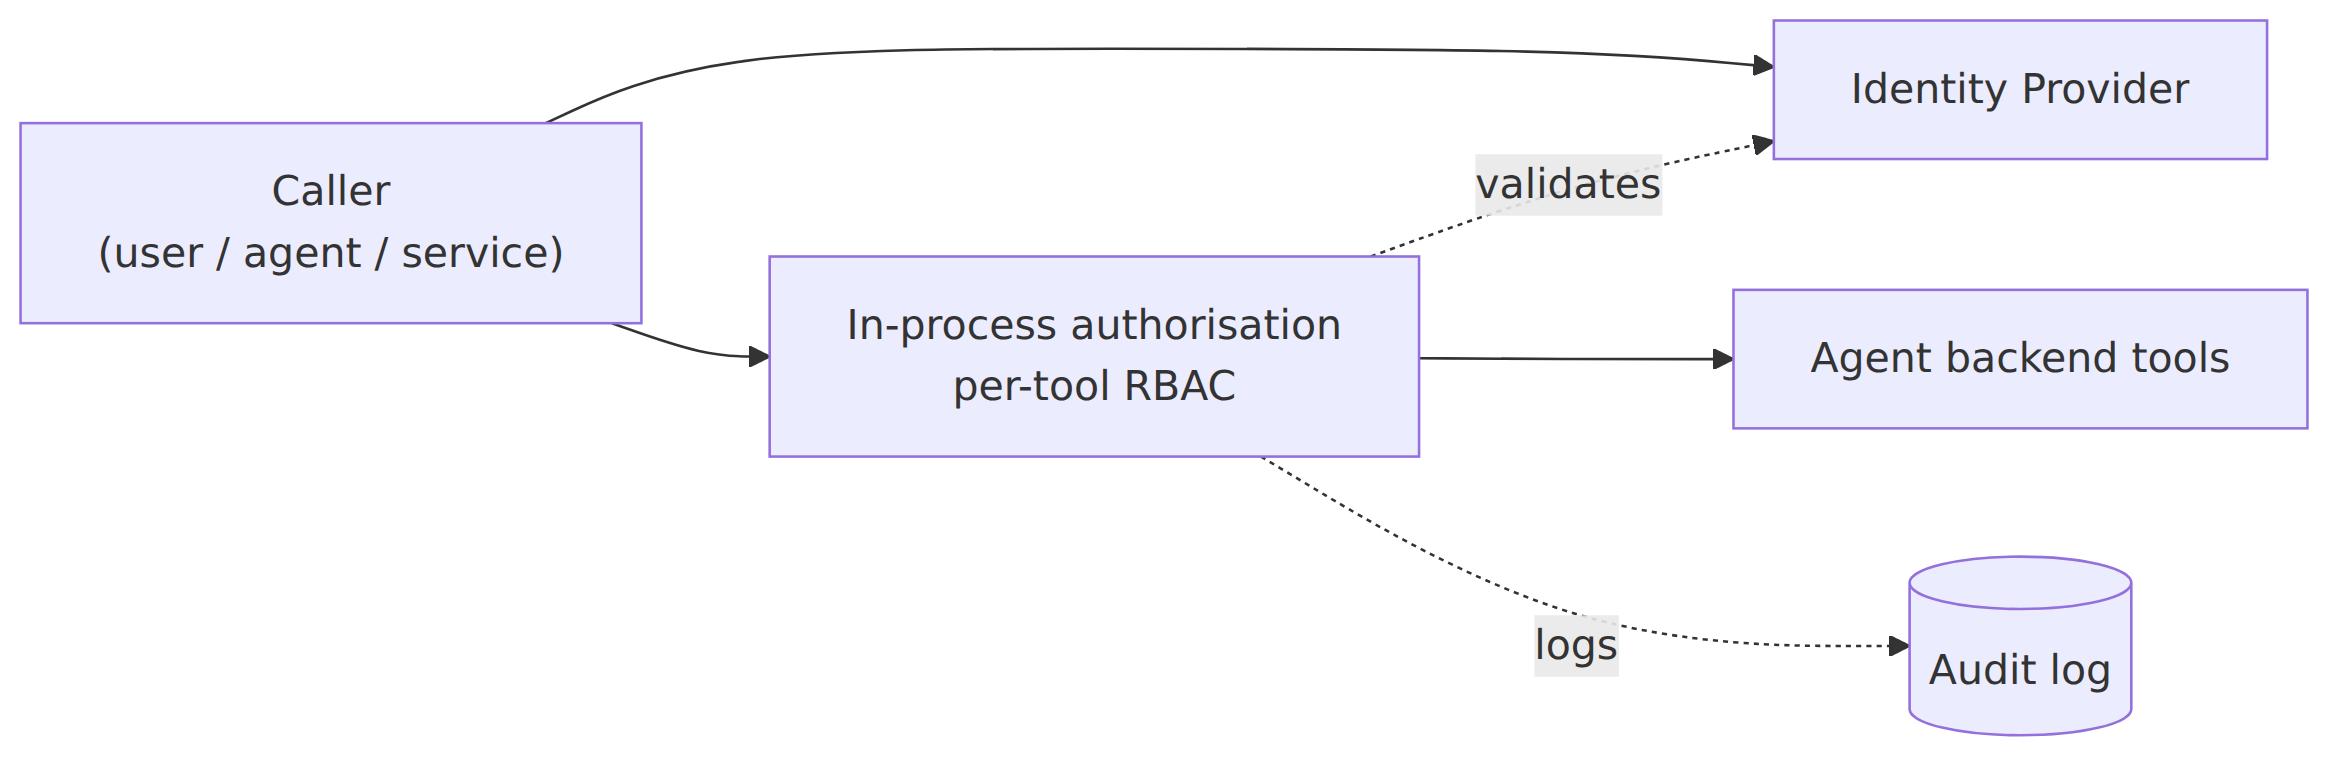 Identity Provider
Caller
(user / agent / service)
validates
In-process authorisation
per-tool RBAC
Agent backend tools
logs
Audit log